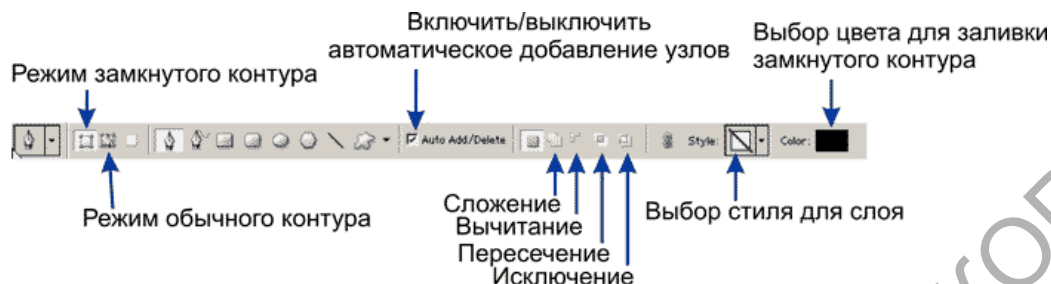 Включить/выключить
автоматическое добавление узлов
Выбор цвета для заливки
замкнутого контура
Режим замкнутого контура
Auto Add/Delete
Style:
Color:
Режим обычного контура
Сложение
Вычитание
Пересечение
Исключение
Выбор стиля для слоя